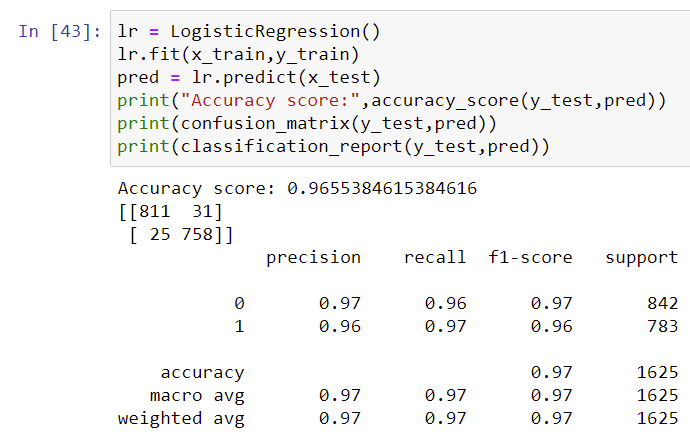 In [43]: lr = LogisticRegression()
lr.fit(x_train,y_train)
pred = lr.predict(x_test)
print("Accuracy score:",accuracy_score(y_test,pred))
print(confusion_matrix(y_test,pred))
print(classification_report(y_test,pred))
Accuracy score: 0.9655384615384616
[[811  31]
 [ 25 758]]
precision    recall  f1-score   support
0       0.97      0.96      0.97       842
1       0.96      0.97      0.96       783
accuracy                           0.97      1625
macro avg       0.97      0.97      0.97      1625
weighted avg       0.97      0.97      0.97      1625